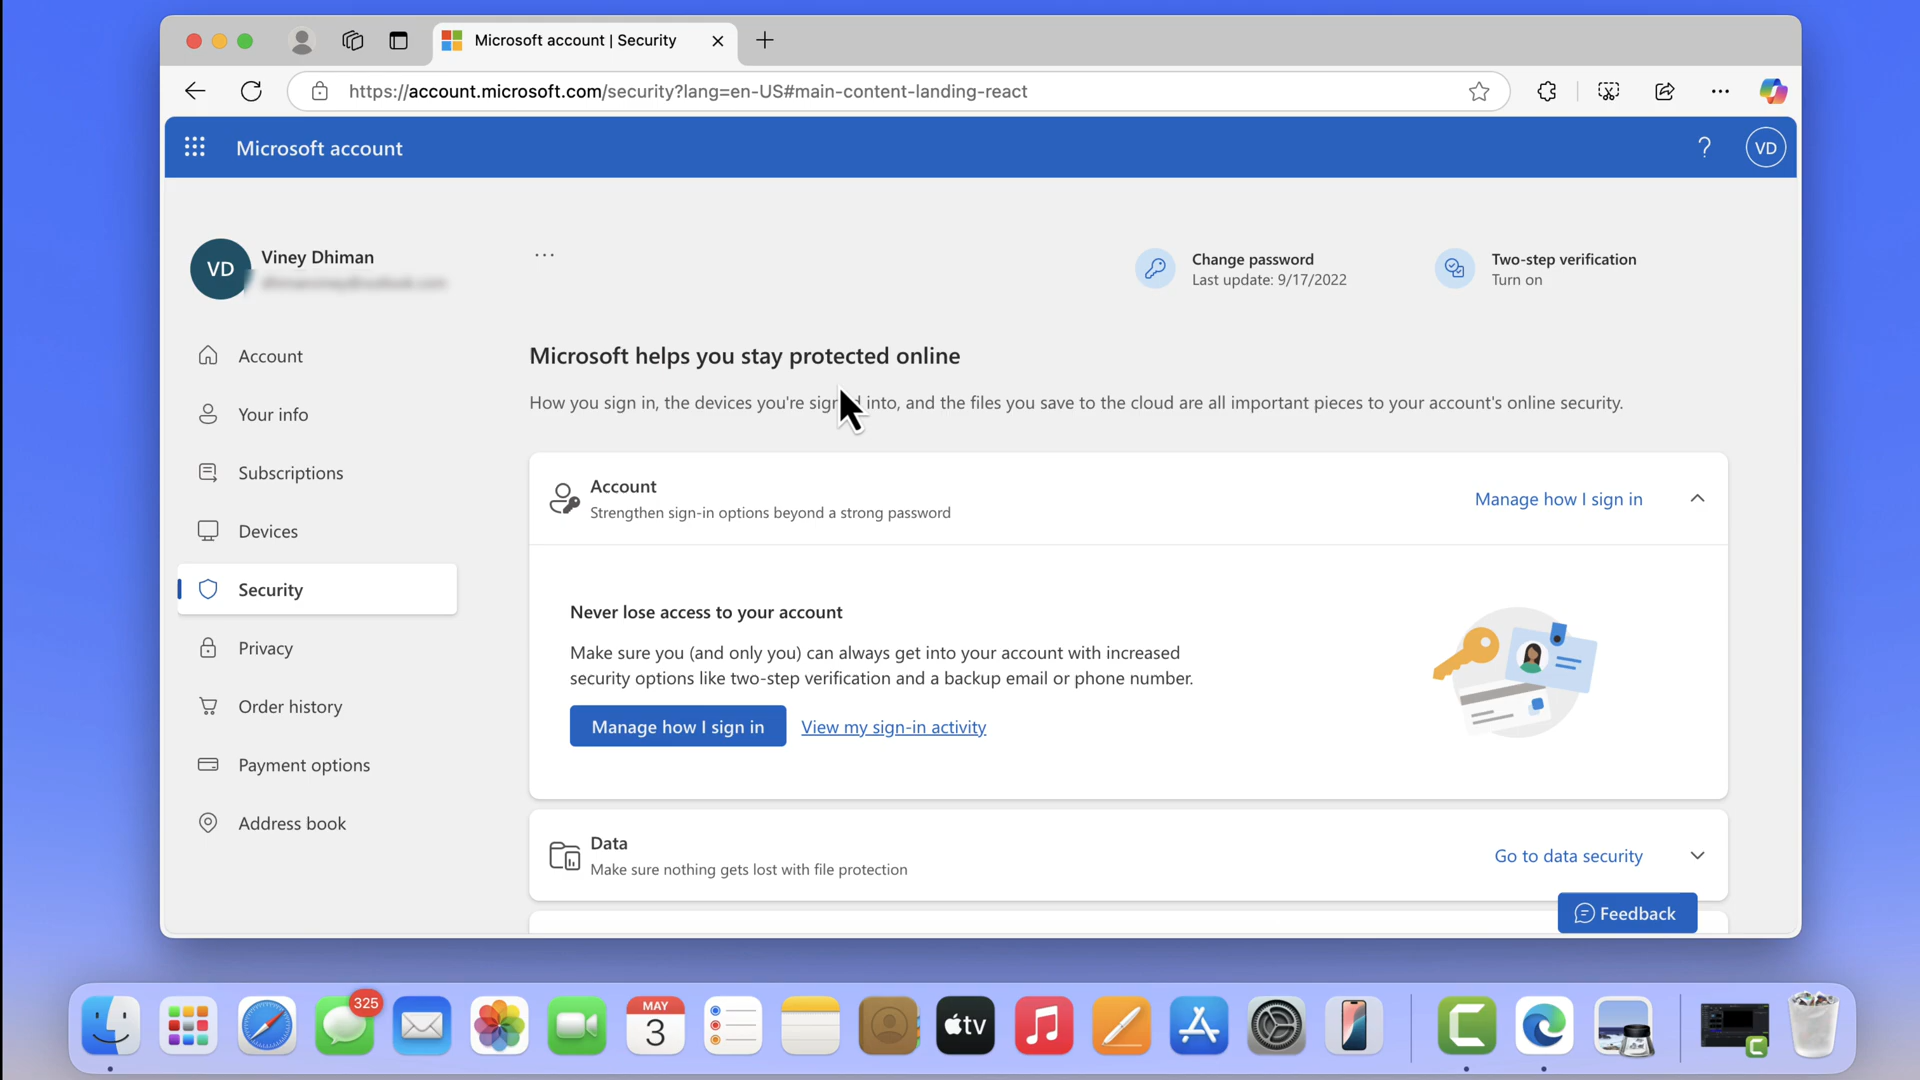 Microsoft account | Security
https://account.microsoft.com/security?lang=en-US#main-content-landing-react
Microsoft account
?
VD
VD
Viney Dhiman
...
Change password
Last update: 9/17/2022
Two-step verification
Turn on
Account
Your info
Subscriptions
Devices
Security
Privacy
Order history
Payment options
Address book
Microsoft helps you stay protected online
How you sign in, the devices you're signed into, and the files you save to the cloud are all important pieces to your account's online security.
Account
Strengthen sign-in options beyond a strong password
Manage how I sign in
Never lose access to your account
Make sure you (and only you) can always get into your account with increased
security options like two-step verification and a backup email or phone number.
Manage how I sign in
View my sign-in activity
Data
Make sure nothing gets lost with file protection
Go to data security
Feedback
325
MAY
3
tv